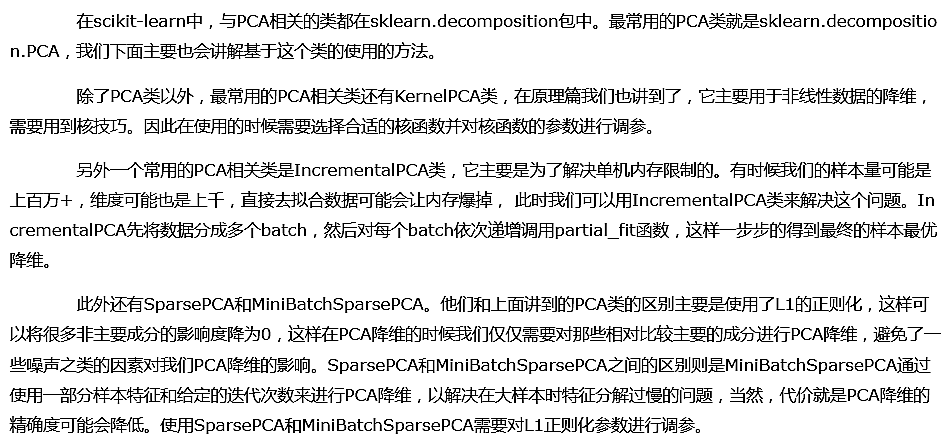 在scikit-learn中，与PCA相关的类都在sklearn.decomposition包中。最常用的PCA类就是sklearn.decompositio
n.PCA，我们下面主要也会讲解基于这个类的使用的方法。
除了PCA类以外，最常用的PCA相关类还有KernelPCA类，在原理篇我们也讲到了，它主要用于非线性数据的降维，
需要用到核技巧。因此在使用的时候需要选择合适的核函数并对核函数的参数进行调参。
另外一个常用的PCA相关类是IncrementalPCA类，它主要是为了解决单机内存限制的。有时候我们的样本量可能是
上百万+，维度可能也是上千，直接去拟合数据可能会让内存爆掉， 此时我们可以用IncrementalPCA类来解决这个问题。In
crementalPCA先将数据分成多个batch，然后对每个batch依次递增调用partial_fit函数，这样一步步的得到最终的样本最优
降维。
此外还有SparsePCA和MiniBatchSparsePCA。他们和上面讲到的PCA类的区别主要是使用了L1的正则化，这样可
以将很多非主要成分的影响度降为0，这样在PCA降维的时候我们仅仅需要对那些相对比较主要的成分进行PCA降维，避免了一
些噪声之类的因素对我们PCA降维的影响。SparsePCA和MiniBatchSparsePCA之间的区别则是MiniBatchSparsePCA通过
使用一部分样本特征和给定的迭代次数来进行PCA降维，以解决在大样本时特征分解过慢的问题，当然，代价就是PCA降维的
精确度可能会降低。使用SparsePCA和MiniBatchSparsePCA需要对L1正则化参数进行调参。